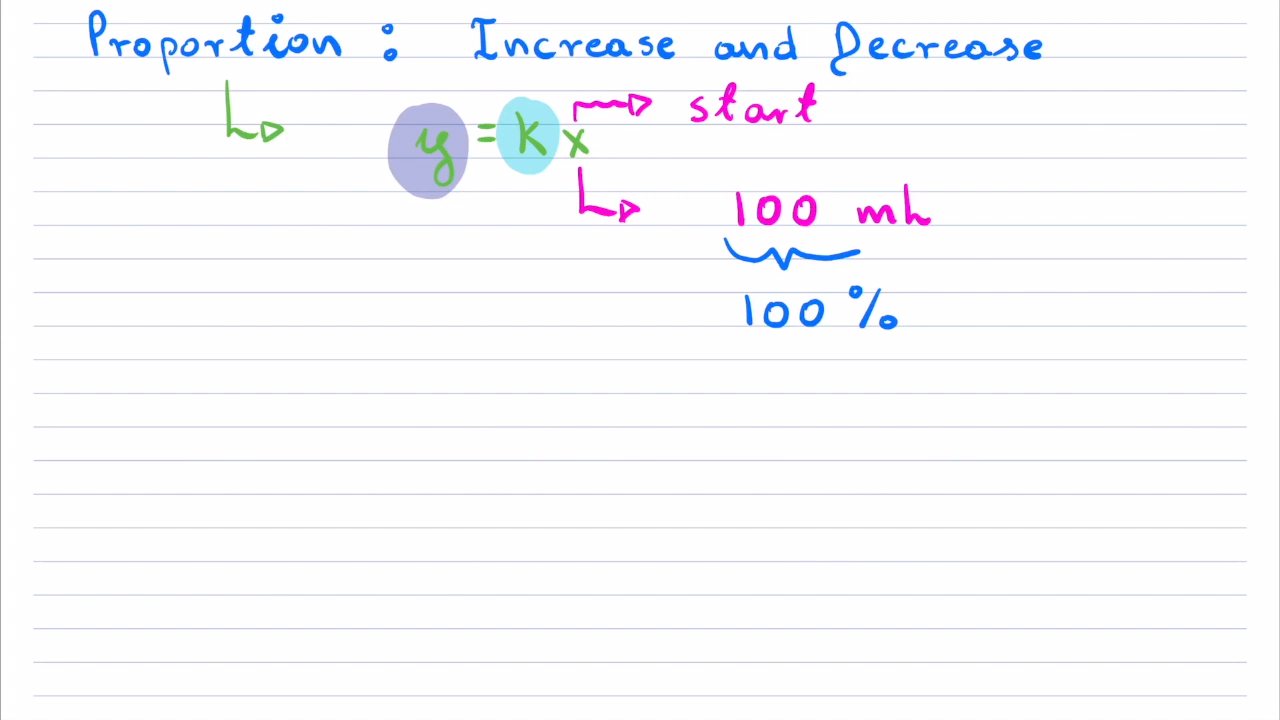 Proportion : Increase and Decrease
start
y = k x
100 mh
100 %